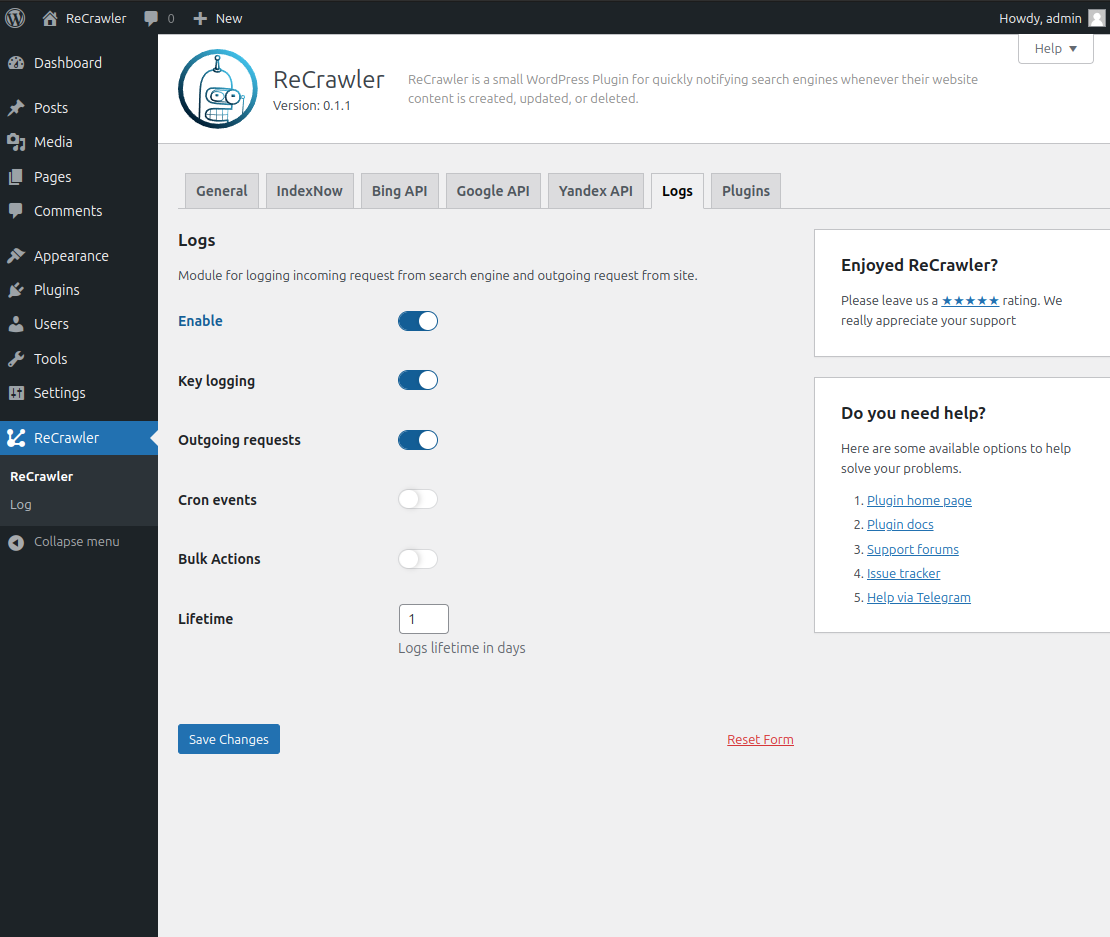 ReCrawler 0 New Howdy, admin
Help ▼
Dashboard
Posts
Media
Pages
Comments
Appearance
Plugins
Users
Tools
Settings
ReCrawler
ReCrawler
Log
Collapse menu
ReCrawler
Version: 0.1.1
ReCrawler is a small WordPress Plugin for quickly notifying search engines whenever their website
content is created, updated, or deleted.
General IndexNow Bing API Google API Yandex API Logs Plugins
Logs
Module for logging incoming request from search engine and outgoing request from site.
Enable
Key logging
Outgoing requests
Cron events
Bulk Actions
Lifetime 1
Logs lifetime in days
Save Changes Reset Form
Enjoyed ReCrawler?
Please leave us a ★★★★★ rating. We
really appreciate your support
Do you need help?
Here are some available options to help
solve your problems.
1. Plugin home page
2. Plugin docs
3. Support forums
4. Issue tracker
5. Help via Telegram